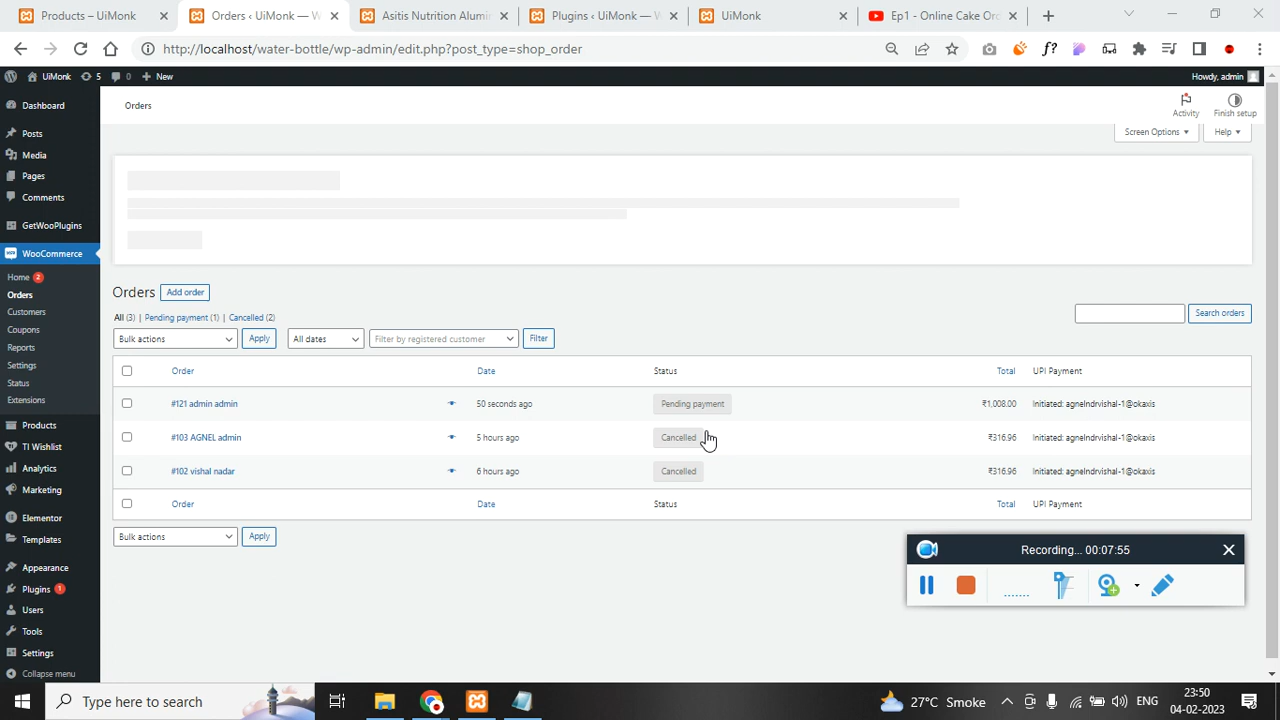 Products ‹ UiMonk
Orders ‹ UiMonk — W
Asitis Nutrition Alumi
Plugins ‹ UiMonk — W
UiMonk
Ep1 - Online Cake Or
http://localhost/water-bottle/wp-admin/edit.php?post_type=shop_order
f?
UiMonk 5 0 New
Howdy, admin
Dashboard
Posts
Media
Pages
Comments
GetWooPlugins
WooCommerce
Home 2
Orders
Customers
Coupons
Reports
Settings
Status
Extensions
Products
TI Wishlist
Analytics
Marketing
Elementor
Templates
Appearance
Plugins 1
Users
Tools
Settings
Collapse menu
Orders
Activity
Finish setup
Screen Options ▼
Help ▼
Orders Add order
All (3) | Pending payment (1) | Cancelled (2)
Search orders
Bulk actions Apply All dates Filter by registered customer Filter
Order Date Status Total UPI Payment
#121 admin admin 50 seconds ago Pending payment ₹1,008.00 Initiated: agnelndrvishal-1@okaxis
#103 AGNEL admin 5 hours ago Cancelled ₹316.96 Initiated: agnelndrvishal-1@okaxis
#102 vishal nadar 6 hours ago Cancelled ₹316.96 Initiated: agnelndrvishal-1@okaxis
Order Date Status Total UPI Payment
Bulk actions Apply
Recording... 00:07:55
Type here to search
27°C Smoke
ENG
23:50
04-02-2023